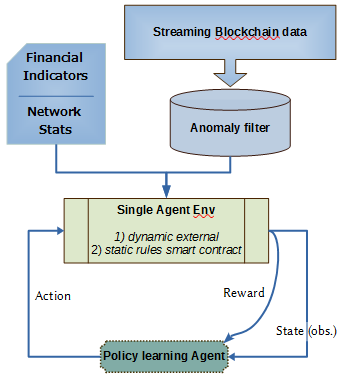 Streaming Blockchain data
Financial
Indicators
Network
Stats
Anomaly filter
Single Agent Env
1) dynamic external
2) static rules smart contract
Action
Reward
State (obs.)
Policy learning Agent